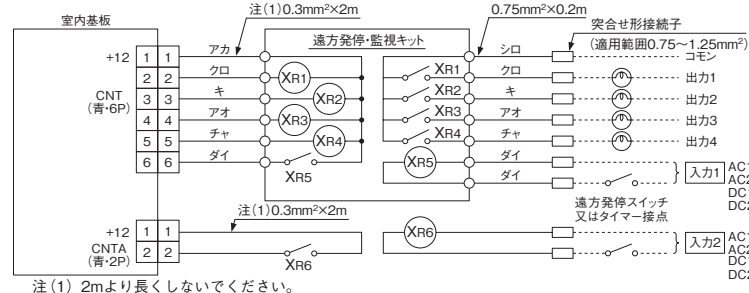 室内基板
注(1)0.3mm²×2m
0.75mm²×0.2m
突合せ形接続子
(適用範囲0.75～1.25mm²)
遠方発停・監視キット
+12 1 1 アカ シロ コモン
2 2 クロ XR1 XR1 クロ 出力1
CNT
(青・6P)
3 3 キ XR2 XR2 キ 出力2
4 4 アオ XR3 XR3 アオ 出力3
5 5 チャ XR4 XR4 チャ 出力4
6 6 ダイ XR5 XR5 ダイ
ダイ
入力1
AC1
AC2
DC1
DC2
遠方発停スイッチ
又はタイマー接点
注(1)0.3mm²×2m
+12 1 1
CNTA
(青・2P)
2 2
XR6
XR6
入力2
AC1
AC2
DC1
DC2
注(1) 2mより長くしないでください。